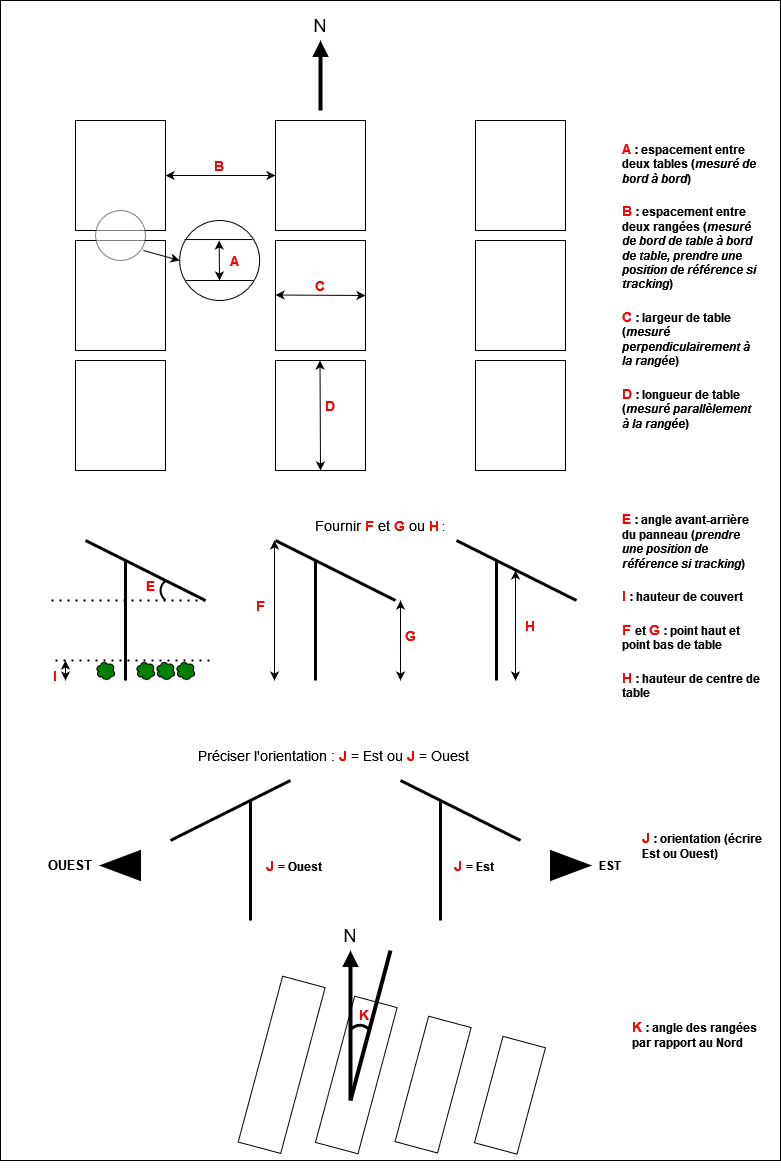 N
B
A
C
D
A : espacement entre
deux tables (mesuré de
bord à bord)
B : espacement entre
deux rangées (mesuré
de bord de table à bord
de table, prendre une
position de référence si
tracking)
C : largeur de table
(mesuré
perpendiculairement à
la rangée)
D : longueur de table
(mesuré parallèlement
à la rangée)
Fournir F et G ou H :
E
I
F
G
H
E : angle avant-arrière
du panneau (prendre
une position de
référence si tracking)
I : hauteur de couvert
F et G : point haut et
point bas de table
H : hauteur de centre de
table
Préciser l'orientation : J = Est ou J = Ouest
OUEST
J = Ouest
J = Est
EST
J : orientation (écrire
Est ou Ouest)
N
K
K : angle des rangées
par rapport au Nord